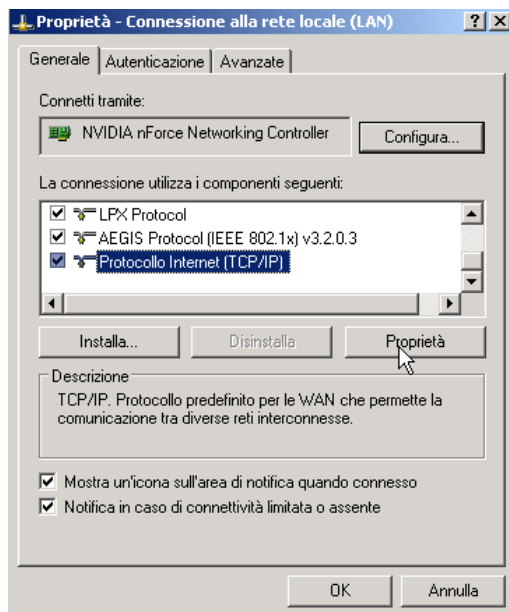 Proprietà - Connessione alla rete locale (LAN)
Generale Autenticazione Avanzate
Connetti tramite:
NVIDIA nForce Networking Controller Configura...
La connessione utilizza i componenti seguenti:
LPX Protocol
AEGIS Protocol (IEEE 802.1x) v3.2.0.3
Protocollo Internet (TCP/IP)
Installa... Disinstalla Proprietà
Descrizione
TCP/IP. Protocollo predefinito per le WAN che permette la
comunicazione tra diverse reti interconnesse.
Mostra un'icona sull'area di notifica quando connesso
Notifica in caso di connettività limitata o assente
OK Annulla